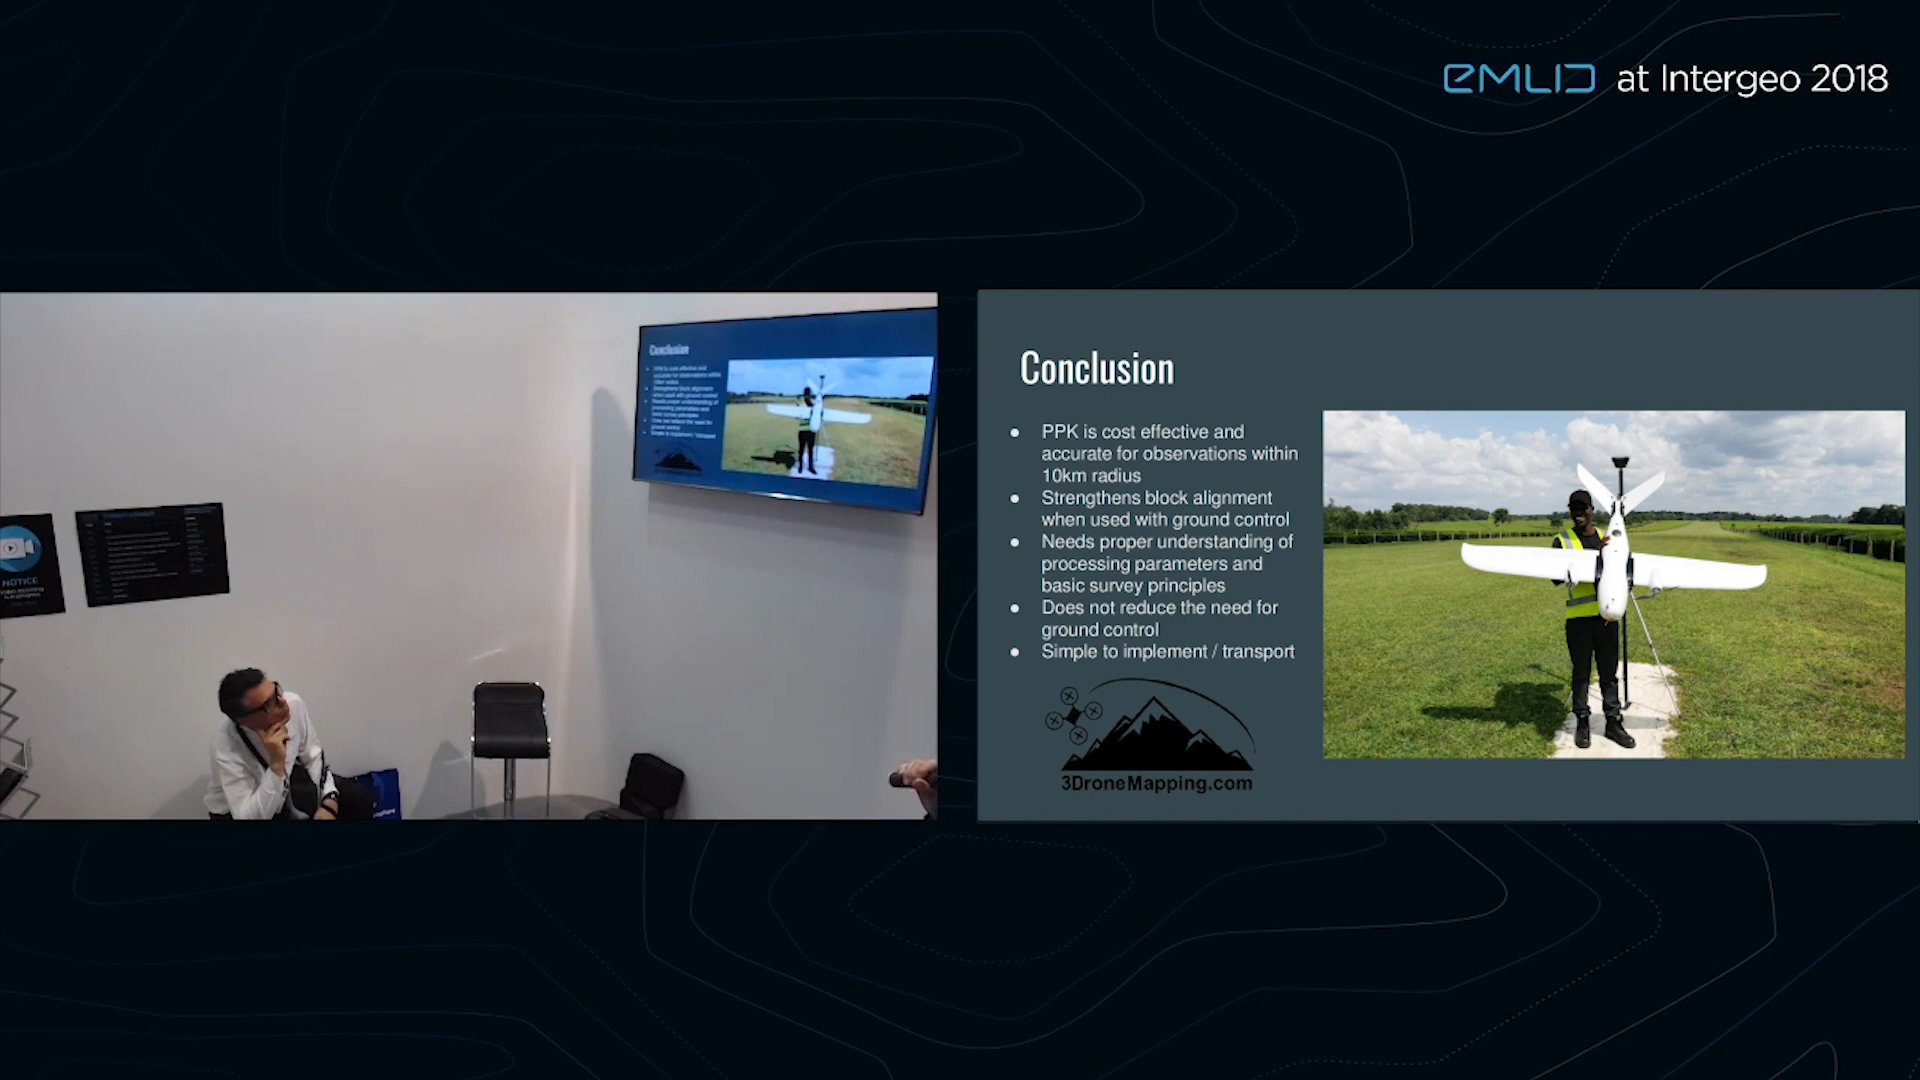 EMLID at Intergeo 2018
Conclusion
Conclusion
● PPK is cost effective and
accurate for observations within
10km radius
● Strengthens block alignment
when used with ground control
● Needs proper understanding of
processing parameters and
basic survey principles
● Does not reduce the need for
ground control
● Simple to implement / transport
3DroneMapping.com
NOTICE